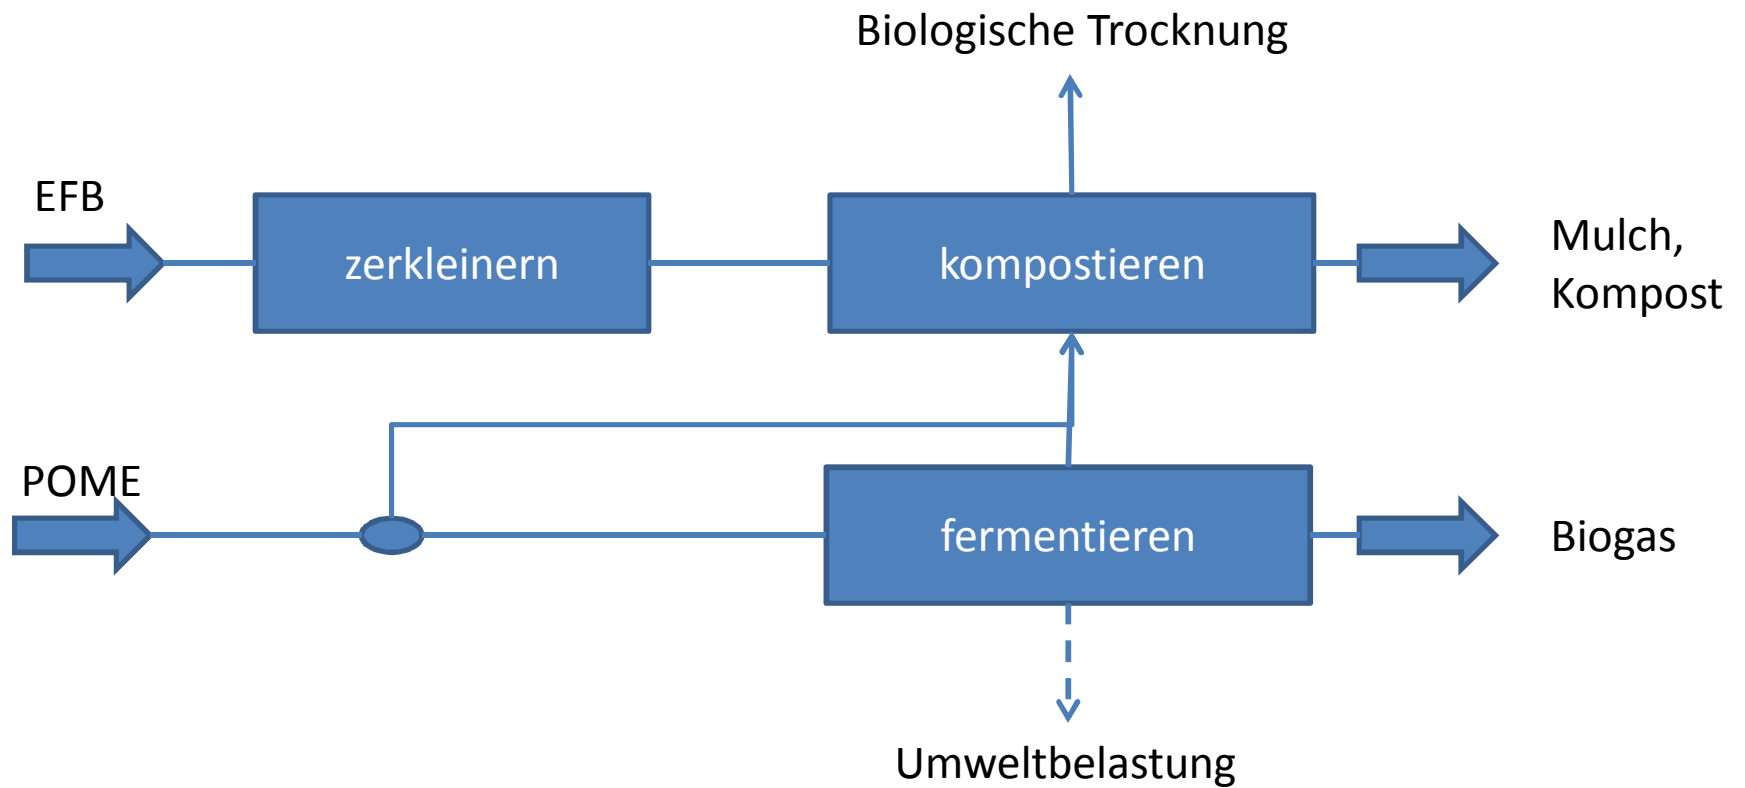 Biologische Trocknung
EFB
zerkleinern
kompostieren
Mulch,
Kompost
POME
fermentieren
Biogas
Umweltbelastung